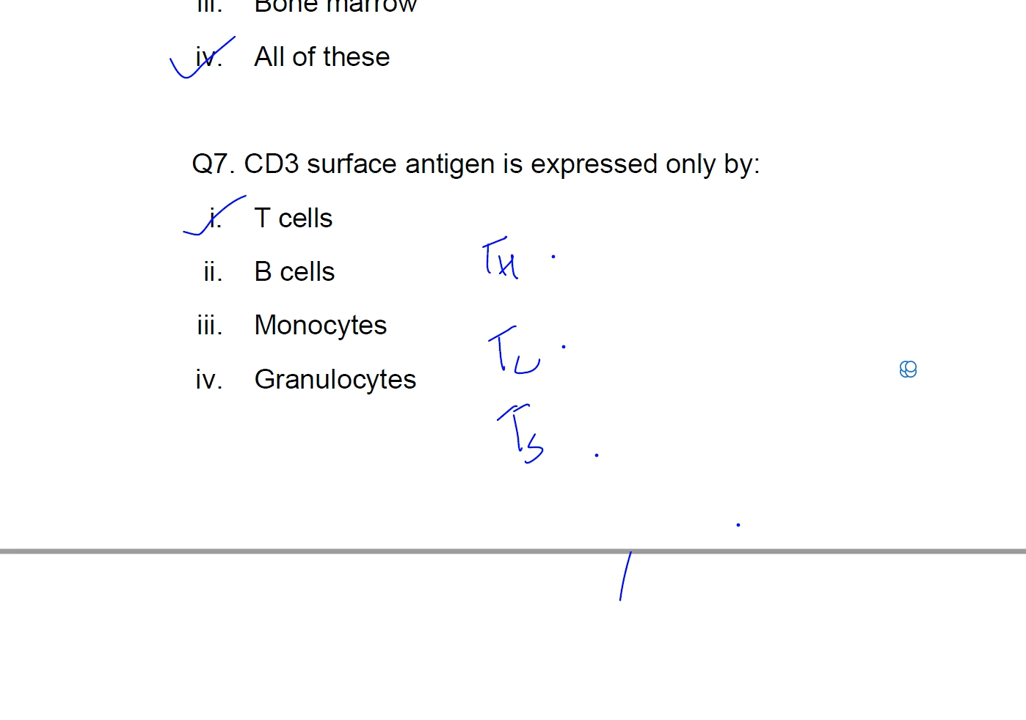 iii. Bone marrow
iv. All of these
Q7. CD3 surface antigen is expressed only by:
i. T cells
ii. B cells
iii. Monocytes
iv. Granulocytes
TH
Tc
Ts